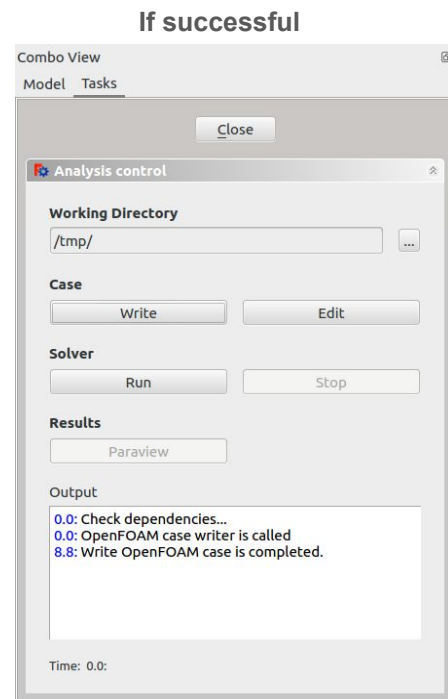 If successful
Combo View
Model Tasks
Close
Analysis control
Working Directory
/tmp/
...
Case
Write Edit
Solver
Run Stop
Results
Paraview
Output
0.0: Check dependencies...
0.0: OpenFOAM case writer is called
8.8: Write OpenFOAM case is completed.
Time: 0.0: